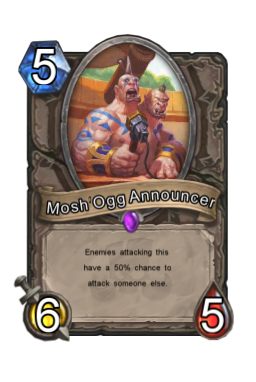 5
Mosh'Ogg Announcer
Enemies attacking this
have a 50% chance to
attack someone else.
6
5